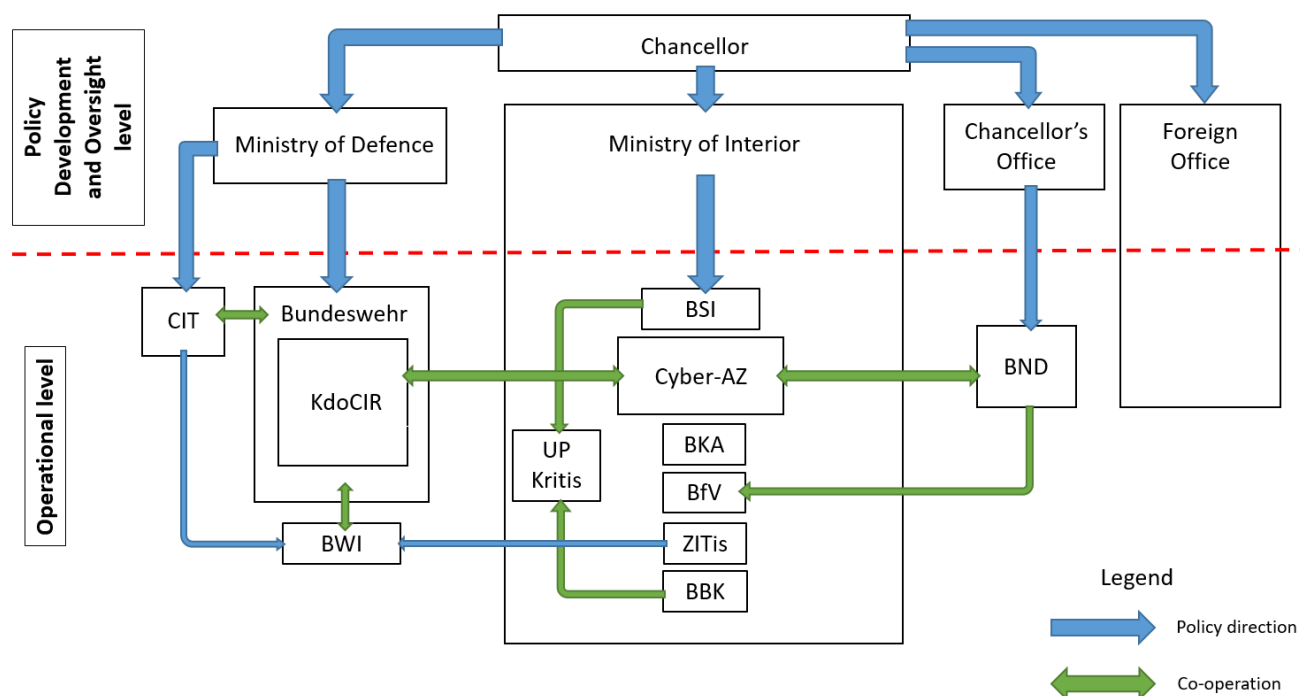 Chancellor
Policy
Development
and Oversight
level
Ministry of Defence
Ministry of Interior
Chancellor's
Office
Foreign
Office
Operational level
CIT
Bundeswehr
KdoCIR
BWI
BSI
Cyber-AZ
UP
Kritis
BKA
BfV
ZITis
BBK
BND
Legend
Policy direction
Co-operation